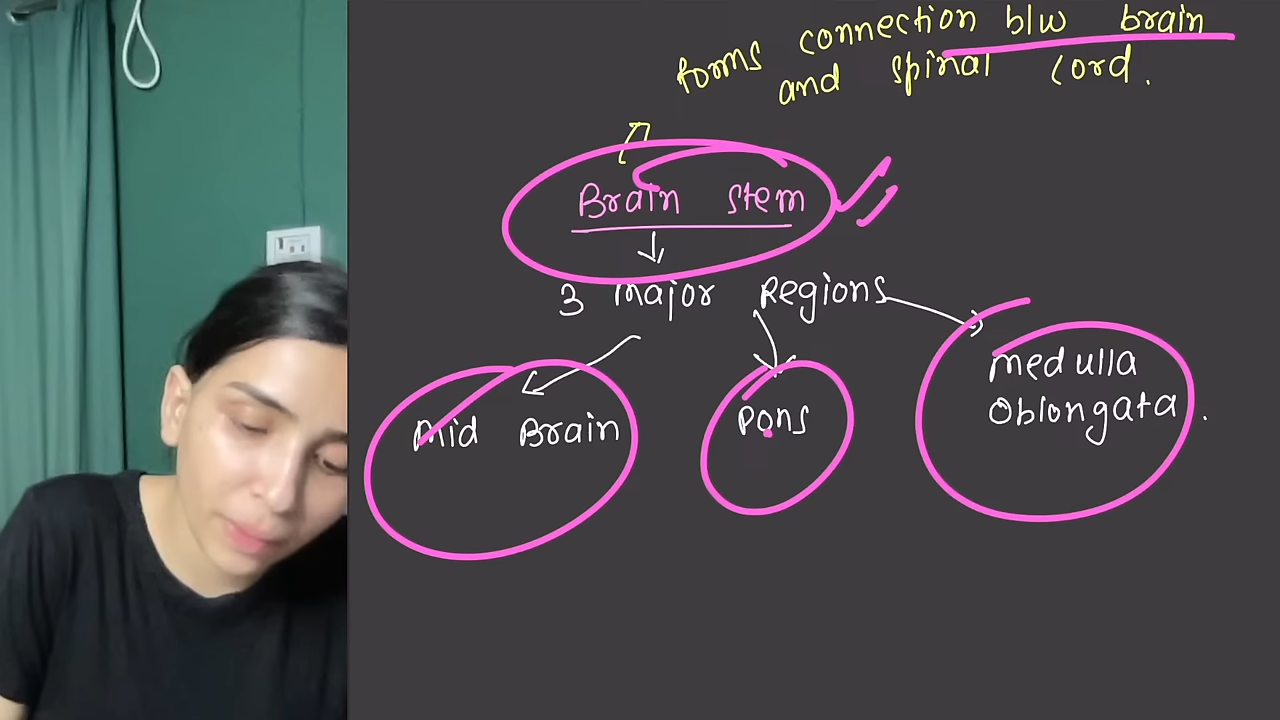 forms connection b/w brain
and spinal cord.
Brain stem
3 Major Regions
Mid Brain
Pons
Medulla
Oblongata.